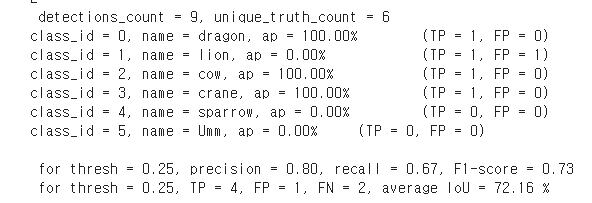 detections_count = 9, unique_truth_count = 6
class_id = 0, name = dragon, ap = 100.00% (TP = 1, FP = 0)
class_id = 1, name = lion, ap = 0.00% (TP = 1, FP = 1)
class_id = 2, name = cow, ap = 100.00% (TP = 1, FP = 0)
class_id = 3, name = crane, ap = 100.00% (TP = 1, FP = 0)
class_id = 4, name = sparrow, ap = 0.00% (TP = 0, FP = 0)
class_id = 5, name = Umm, ap = 0.00% (TP = 0, FP = 0)
for thresh = 0.25, precision = 0.80, recall = 0.67, F1-score = 0.73
for thresh = 0.25, TP = 4, FP = 1, FN = 2, average IoU = 72.16 %